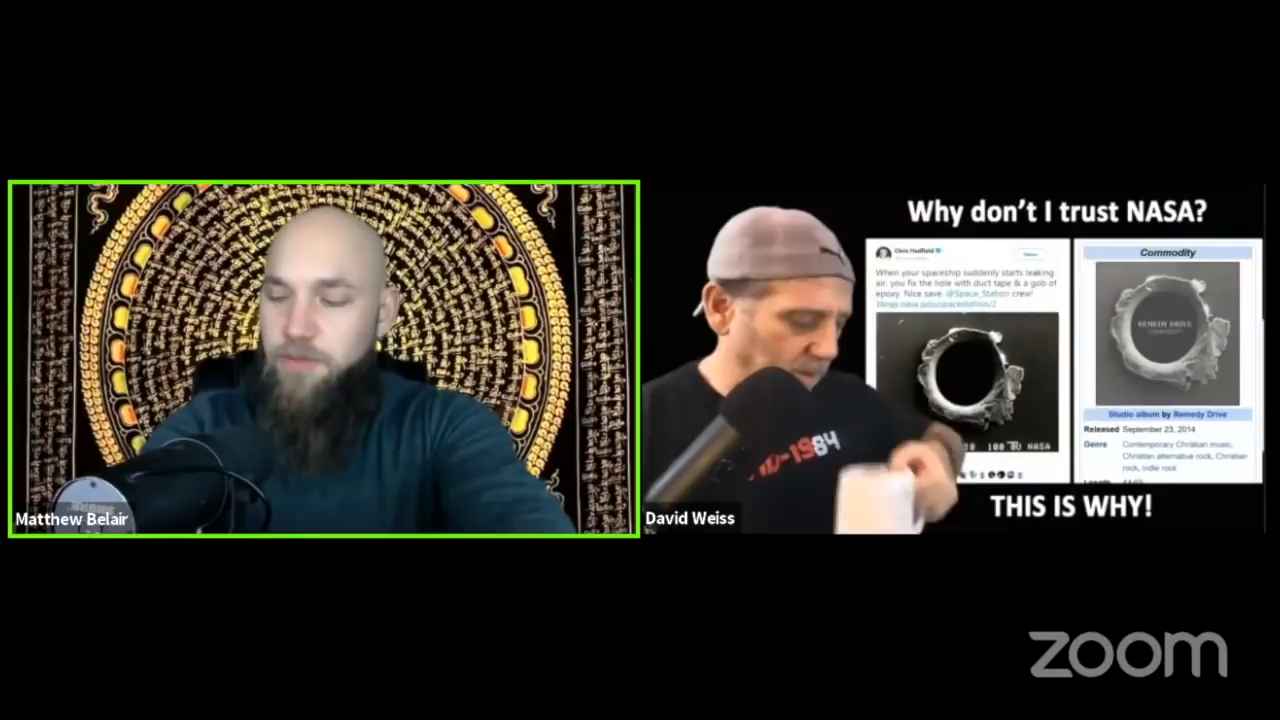 Why don't I trust NASA?
Chris Hadfield
When your spaceship suddenly starts leaking
air, you fix the hole with duct tape & a gob of
epoxy. Nice save @Space_Station crew!
100 0U NASA
Commodity
REMEDY DRIVE
Studio album by Remedy Drive
Released September 23, 2014
Genre Contemporary Christian music,
Christian alternative rock, Christian
rock, indie rock
THIS IS WHY!
1984
Matthew Belair
David Weiss
zoom